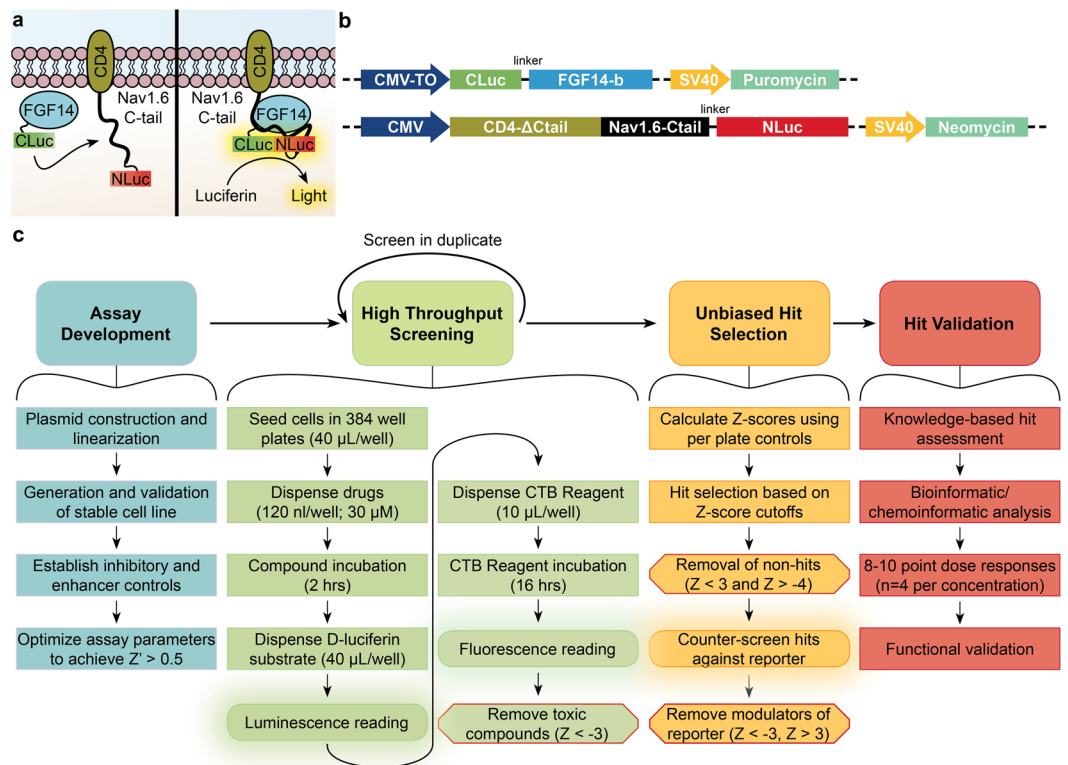 a
CD4
FGF14
CLuc
Nav1.6
C-tail
NLuc
CD4
Nav1.6
C-tail
FGF14
CLuc
NLuc
Luciferin
Light
b
linker
CMV-TO
CLuc
FGF14-b
SV40
Puromycin
linker
CMV
CD4-ΔCtail
Nav1.6-Ctail
NLuc
SV40
Neomycin
c
Screen in duplicate
Assay
Development
High Throughput
Screening
Unbiased Hit
Selection
Hit Validation
Plasmid construction and
linearization
Generation and validation
of stable cell line
Establish inhibitory and
enhancer controls
Optimize assay parameters
to achieve Z’ > 0.5
Seed cells in 384 well
plates (40 µL/well)
Dispense drugs
(120 nl/well; 30 µM)
Compound incubation
(2 hrs)
Dispense D-luciferin
substrate (40 µL/well)
Luminescence reading
Dispense CTB Reagent
(10 µL/well)
CTB Reagent incubation
(16 hrs)
Fluorescence reading
Remove toxic
compounds (Z < -3)
Calculate Z-scores using
per plate controls
Hit selection based on
Z-score cutoffs
Removal of non-hits
(Z < 3 and Z > -4)
Counter-screen hits
against reporter
Remove modulators of
reporter (Z < -3, Z > 3)
Knowledge-based hit
assessment
Bioinformatic/
chemoinformatic analysis
8-10 point dose responses
(n=4 per concentration)
Functional validation